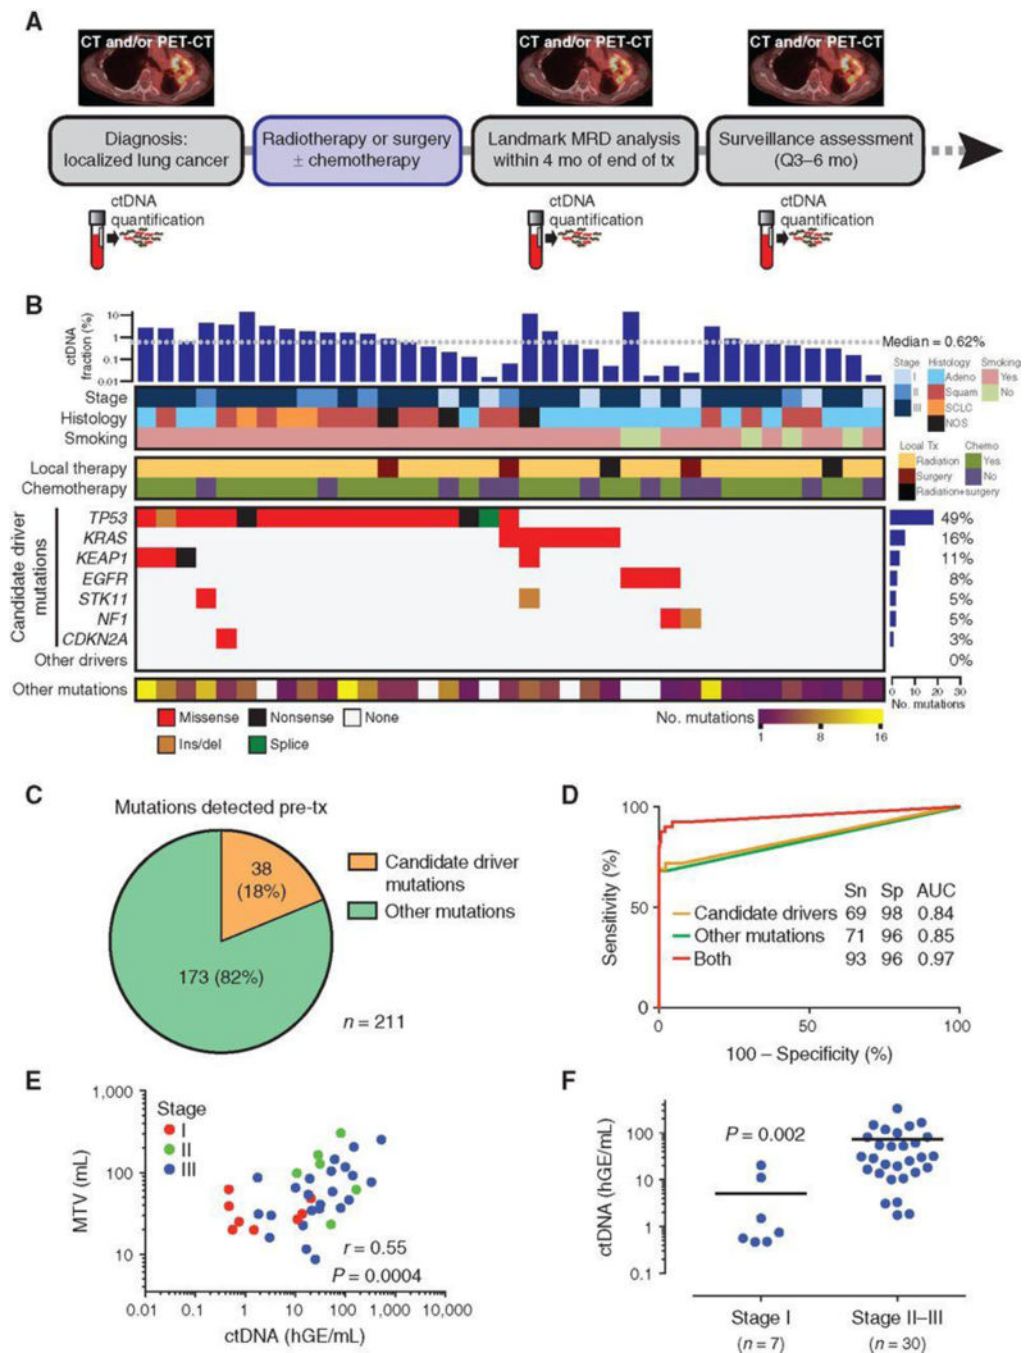 A
CT and/or PET-CT
CT and/or PET-CT
CT and/or PET-CT
Diagnosis:
localized lung cancer
Radiotherapy or surgery
± chemotherapy
Landmark MRD analysis
within 4 mo of end of tx
Surveillance assessment
(Q3–6 mo)
ctDNA
quantification
ctDNA
quantification
ctDNA
quantification
B
ctDNA
fraction (%)
10
1
0.1
0.01
Median = 0.62%
Stage
Histology
Smoking
Stage
I
II
III
Histology
Adeno
Squam
SCLC
NOS
Smoking
Yes
No
Local therapy
Chemotherapy
Local Tx
Radiation
Surgery
Radiation+surgery
Chemo
Yes
No
Candidate driver
mutations
TP53 49%
KRAS 16%
KEAP1 11%
EGFR 8%
STK11 5%
NF1 5%
CDKN2A 3%
Other drivers 0%
Other mutations
0 10 20 30
No. mutations
Missense
Nonsense
None
Ins/del
Splice
No. mutations
1 8 16
C
Mutations detected pre-tx
38
(18%)
173 (82%)
Candidate driver
mutations
Other mutations
n = 211
D
Sensitivity (%)
100
50
0
Sn Sp AUC
Candidate drivers 69 98 0.84
Other mutations 71 96 0.85
Both 93 96 0.97
0 50 100
100 – Specificity (%)
E
MTV (mL)
1,000
100
10
Stage
I
II
III
r = 0.55
P = 0.0004
0.01 0.1 1 10 100 1,000 10,000
ctDNA (hGE/mL)
F
ctDNA (hGE/mL)
100
10
1
0.1
P = 0.002
Stage I
(n = 7)
Stage II–III
(n = 30)